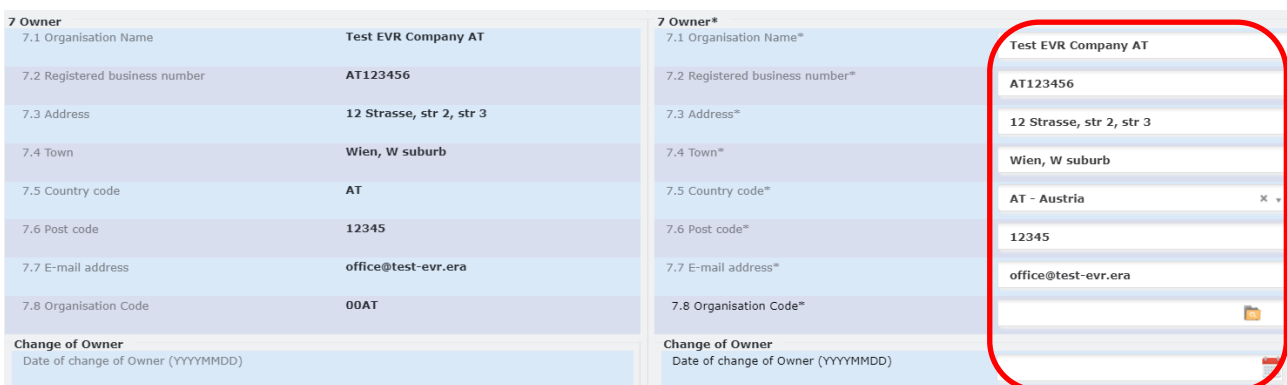 7 Owner
7.1 Organisation Name Test EVR Company AT
7.2 Registered business number AT123456
7.3 Address 12 Strasse, str 2, str 3
7.4 Town Wien, W suburb
7.5 Country code AT
7.6 Post code 12345
7.7 E-mail address office@test-evr.era
7.8 Organisation Code 00AT
Change of Owner
Date of change of Owner (YYYYMMDD)
7 Owner*
7.1 Organisation Name* Test EVR Company AT
7.2 Registered business number* AT123456
7.3 Address* 12 Strasse, str 2, str 3
7.4 Town* Wien, W suburb
7.5 Country code* AT - Austria
7.6 Post code* 12345
7.7 E-mail address* office@test-evr.era
7.8 Organisation Code*
Change of Owner
Date of change of Owner (YYYYMMDD)